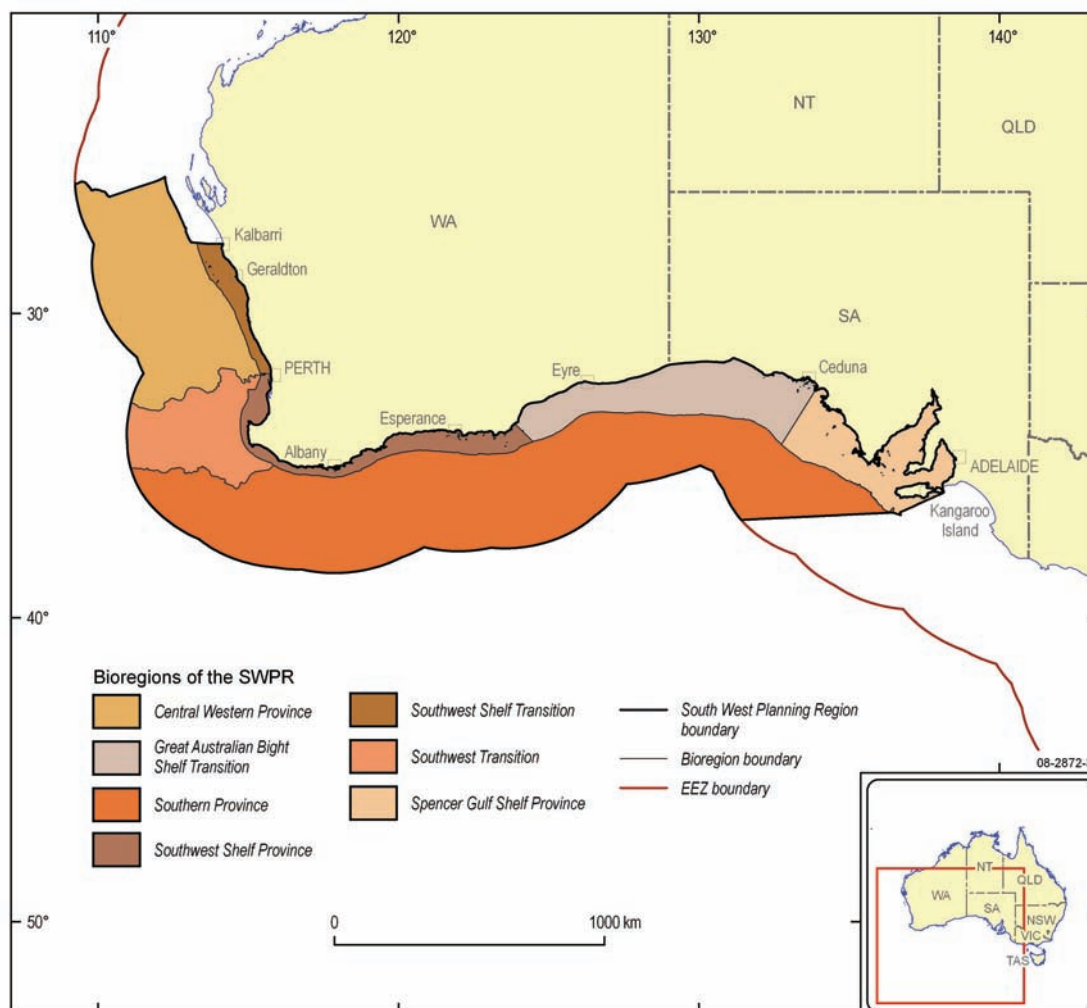 110°
120°
130°
140°
NT
QLD
WA
Kalbarri
Geraldton
30°
SA
PERTH
Eyre
Ceduna
Esperance
Albany
ADELAIDE
Kangaroo
Island
40°
Bioregions of the SWPR
Central Western Province
Great Australian Bight
Shelf Transition
Southern Province
Southwest Shelf Province
Southwest Shelf Transition
Southwest Transition
Spencer Gulf Shelf Province
South West Planning Region
boundary
Bioregion boundary
EEZ boundary
50°
0
1000 km
NT
QLD
WA
SA
NSW
VIC
TAS